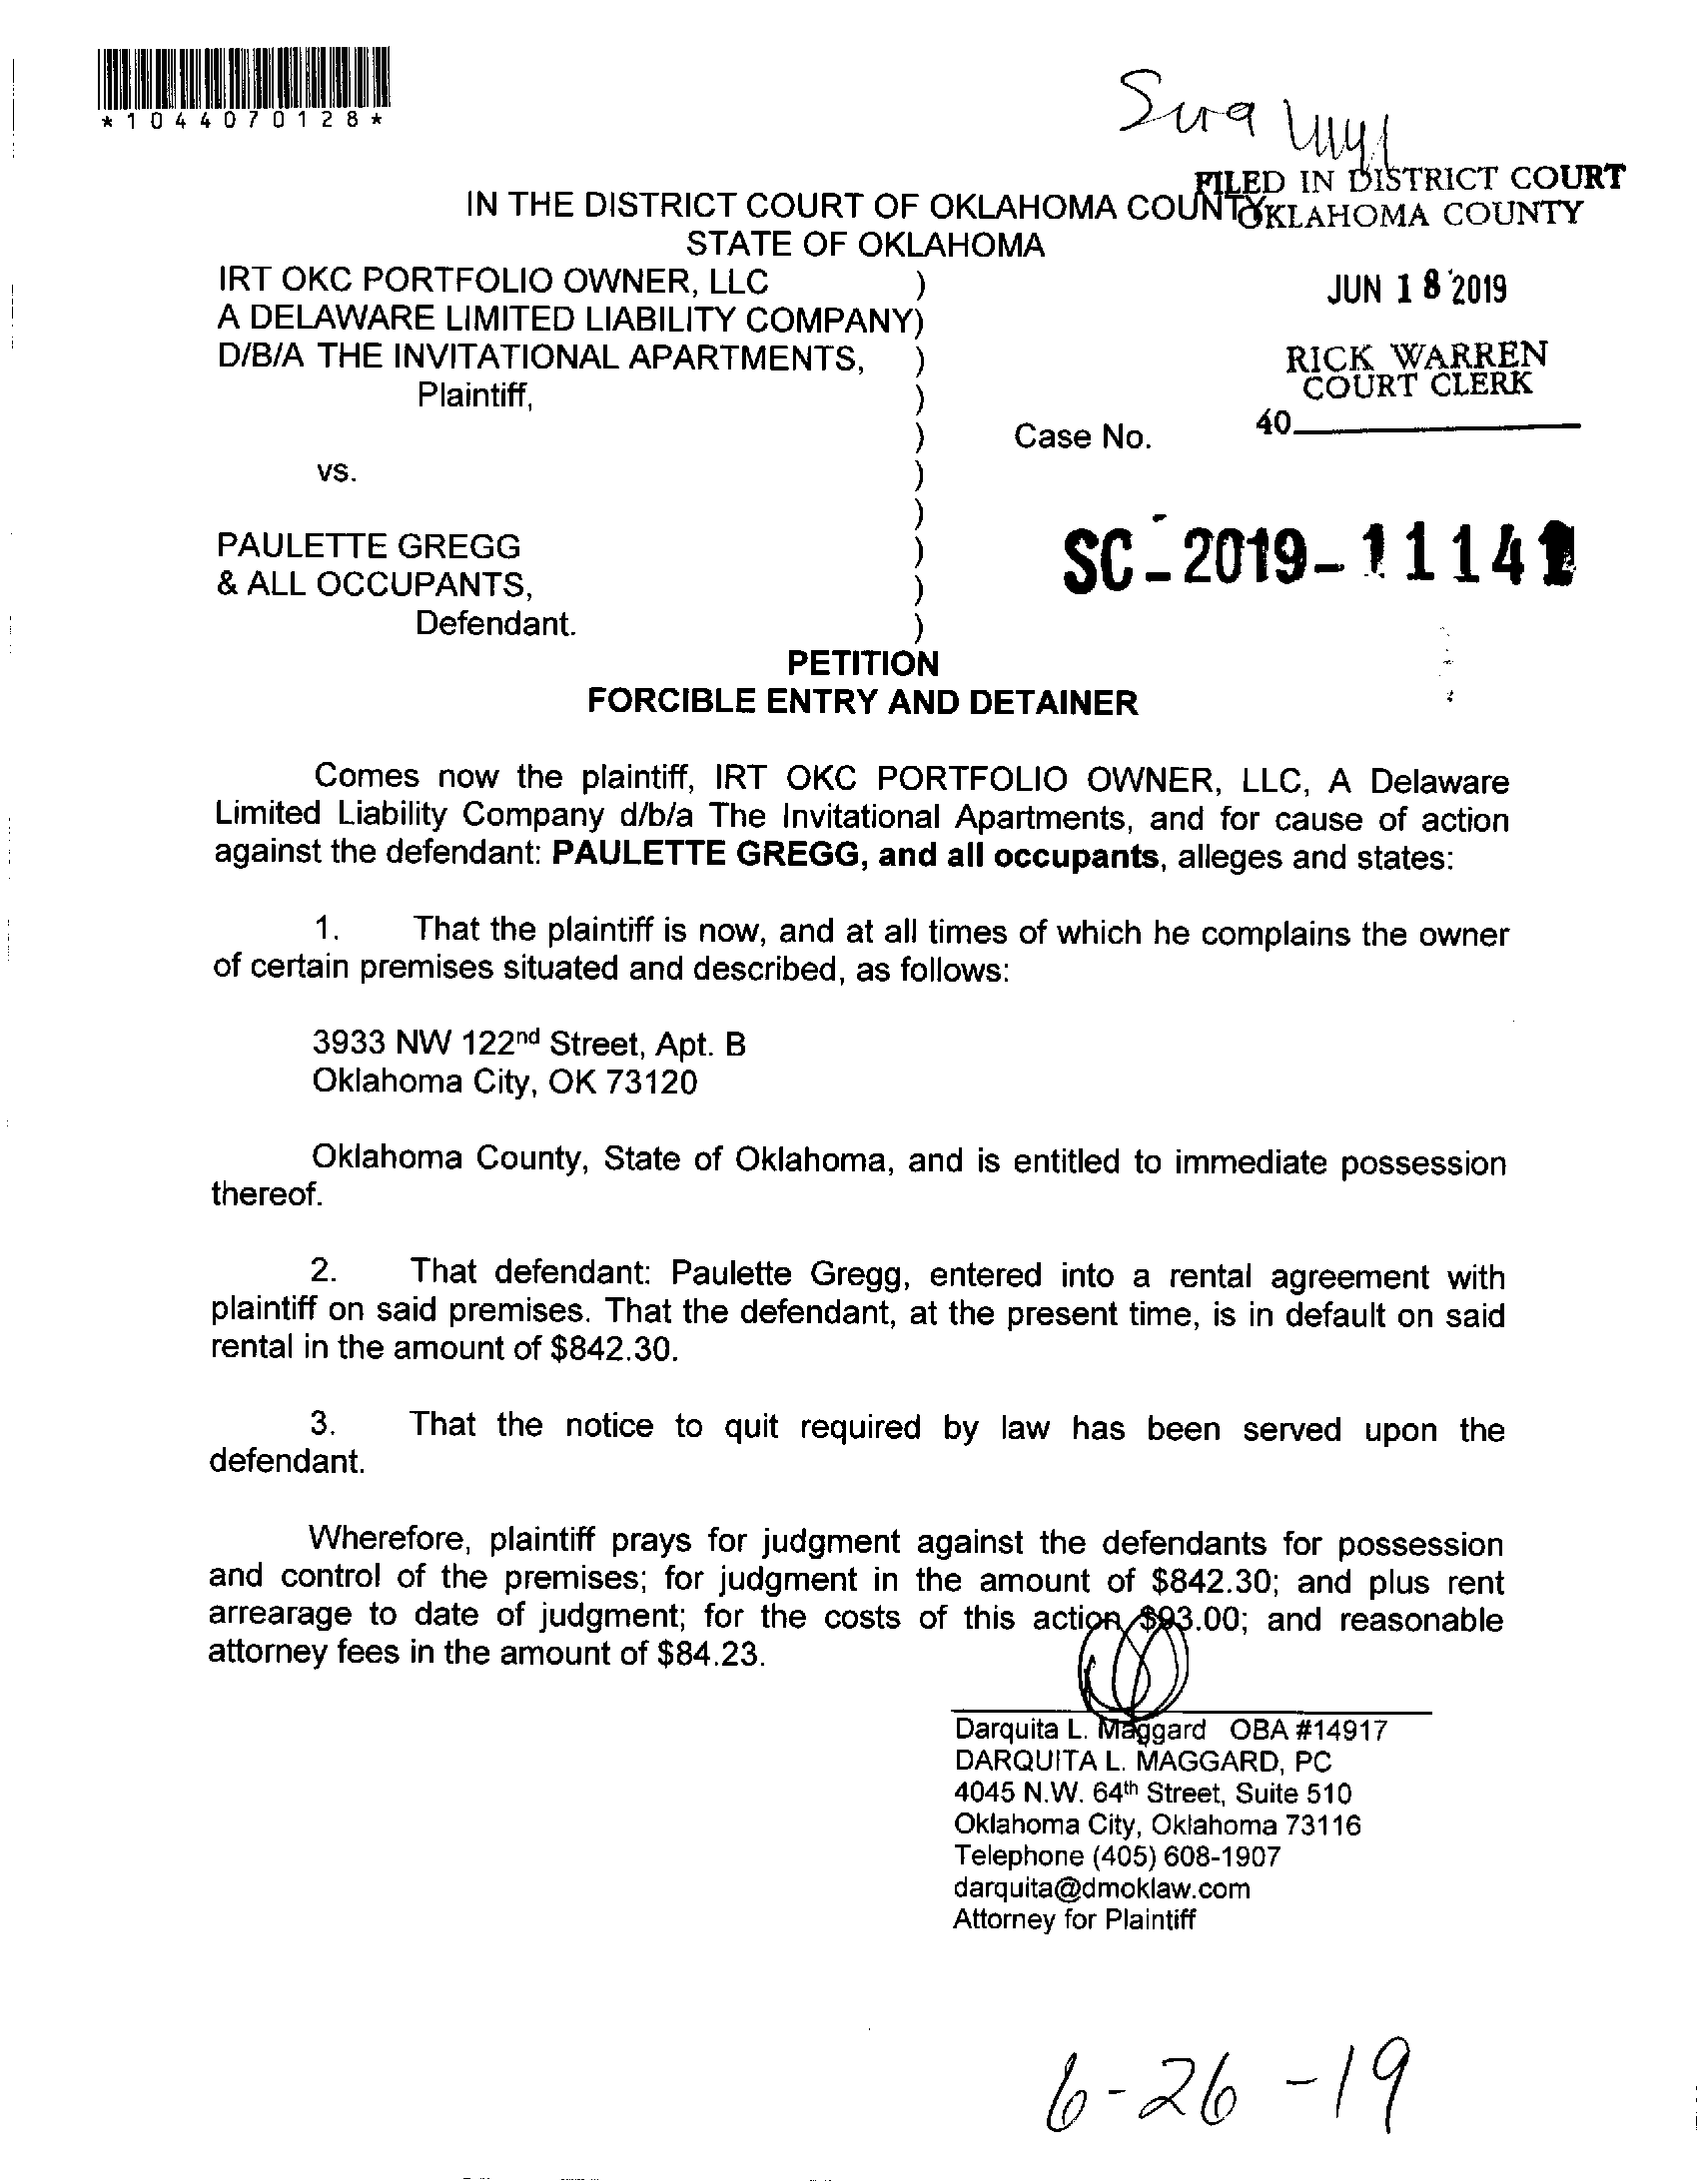 *1044070128*
FILED IN DISTRICT COURT
OKLAHOMA COUNTY
IN THE DISTRICT COURT OF OKLAHOMA COUNTY
STATE OF OKLAHOMA
IRT OKC PORTFOLIO OWNER, LLC )
A DELAWARE LIMITED LIABILITY COMPANY)
D/B/A THE INVITATIONAL APARTMENTS, )
Plaintiff, )
JUN 18 2019
RICK WARREN
COURT CLERK
40
) Case No.
vs. )
)
PAULETTE GREGG )
& ALL OCCUPANTS, )
Defendant. )
SC-2019-11141
PETITION
FORCIBLE ENTRY AND DETAINER
Comes now the plaintiff, IRT OKC PORTFOLIO OWNER, LLC, A Delaware
Limited Liability Company d/b/a The Invitational Apartments, and for cause of action
against the defendant: PAULETTE GREGG, and all occupants, alleges and states:
1. That the plaintiff is now, and at all times of which he complains the owner
of certain premises situated and described, as follows:
3933 NW 122nd Street, Apt. B
Oklahoma City, OK 73120
Oklahoma County, State of Oklahoma, and is entitled to immediate possession
thereof.
2. That defendant: Paulette Gregg, entered into a rental agreement with
plaintiff on said premises. That the defendant, at the present time, is in default on said
rental in the amount of $842.30.
3. That the notice to quit required by law has been served upon the
defendant.
Wherefore, plaintiff prays for judgment against the defendants for possession
and control of the premises; for judgment in the amount of $842.30; and plus rent
arrearage to date of judgment; for the costs of this action $93.00; and reasonable
attorney fees in the amount of $84.23.
Darquita L. Maggard OBA #14917
DARQUITA L. MAGGARD, PC
4045 N.W. 64th Street, Suite 510
Oklahoma City, Oklahoma 73116
Telephone (405) 608-1907
darquita@dmoklaw.com
Attorney for Plaintiff
6-26-19